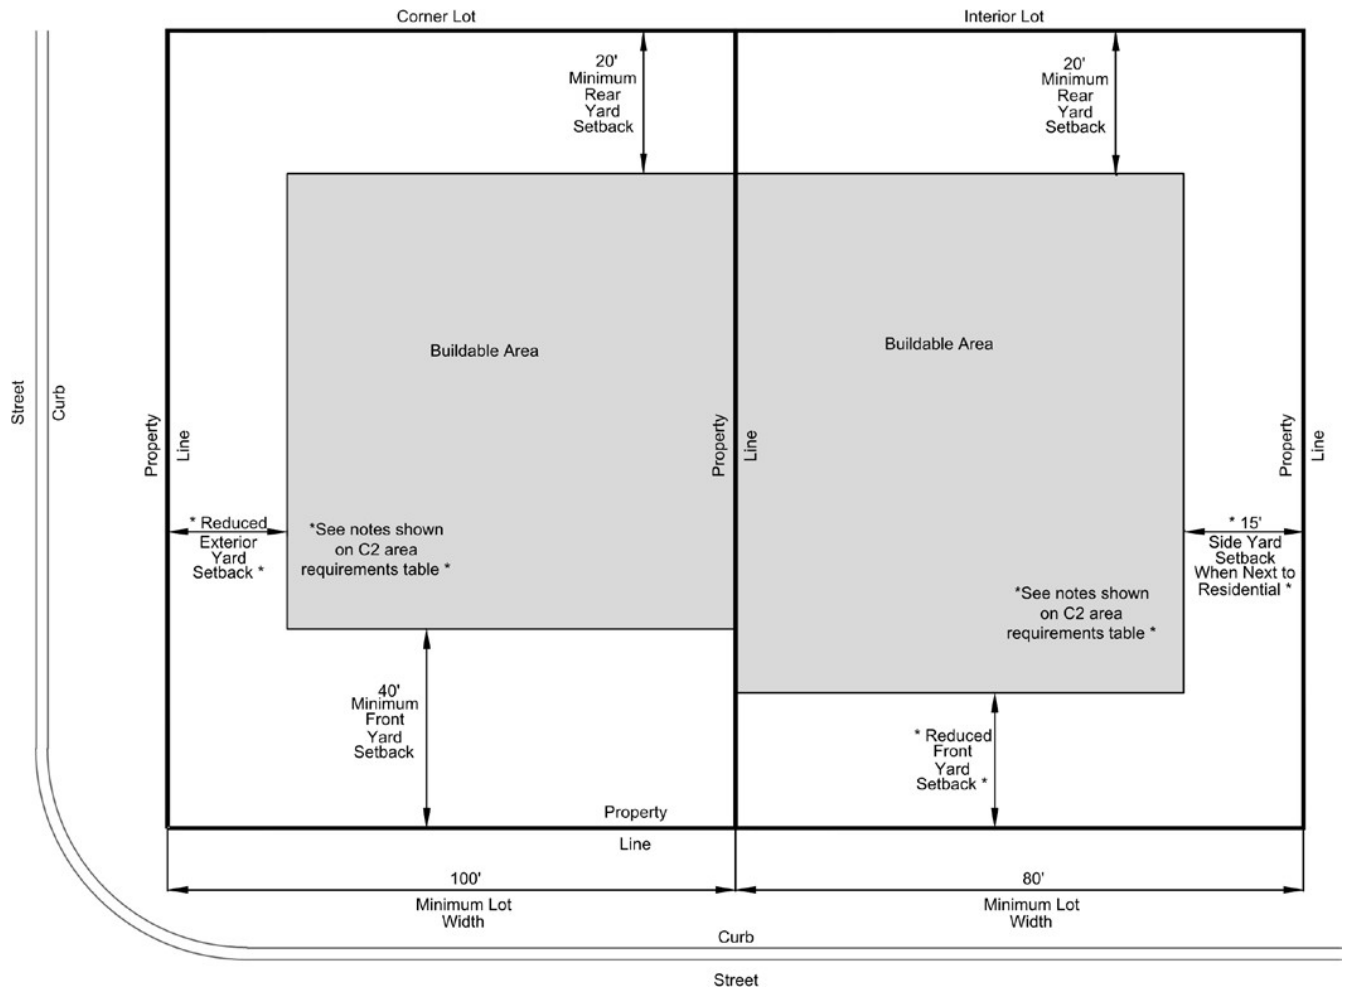 Corner Lot
Interior Lot
20'
Minimum
Rear
Yard
Setback
20'
Minimum
Rear
Yard
Setback
Buildable Area
Buildable Area
Street
Curb
Property
Line
Property
Line
Property
Line
* Reduced
Exterior
Yard
Setback *
*See notes shown
on C2 area
requirements table *
* 15'
Side Yard
Setback
When Next to
Residential *
*See notes shown
on C2 area
requirements table *
40'
Minimum
Front
Yard
Setback
* Reduced
Front
Yard
Setback *
Property
Line
100'
Minimum Lot
Width
80'
Minimum Lot
Width
Curb
Street